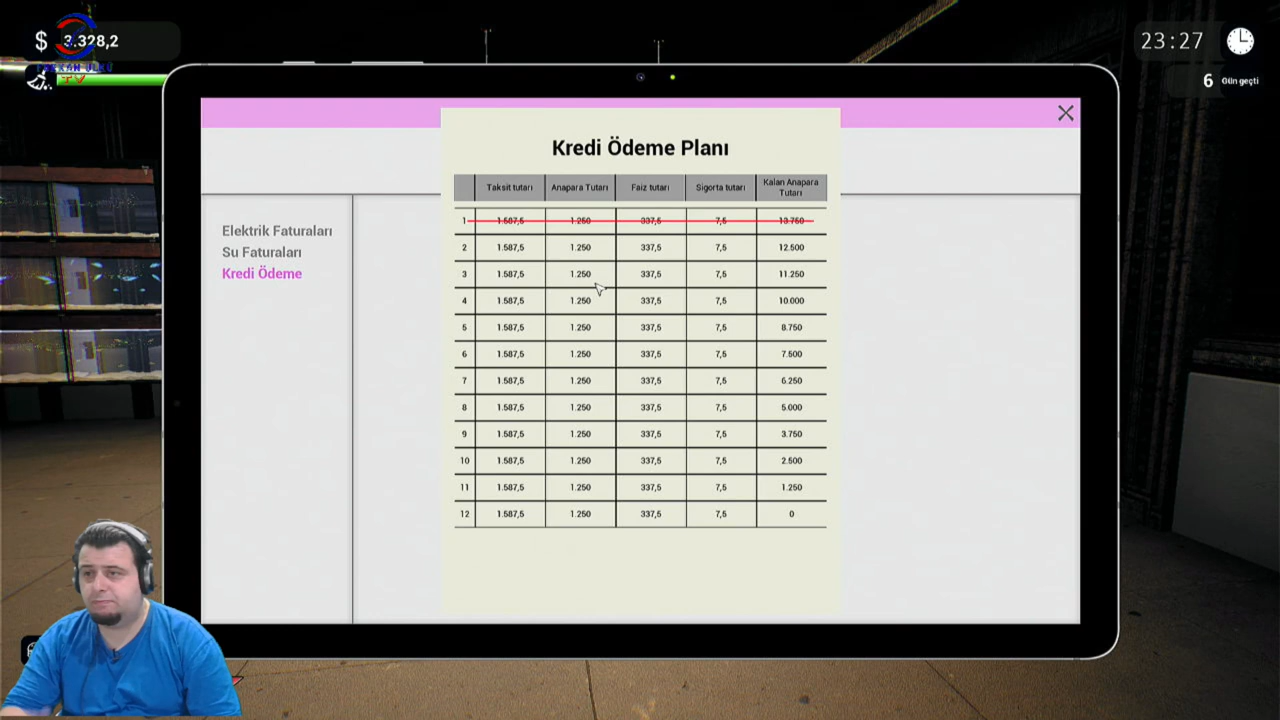 $ 3.328,2
TARKAN ÜLKÜ
TV
23:27
6 Gün geçti
Kredi Ödeme Planı
Taksit tutarı Anapara Tutarı Faiz tutarı Sigorta tutarı Kalan Anapara Tutarı
1 1.587,5 1.250 337,5 7,5 13.750
2 1.587,5 1.250 337,5 7,5 12.500
3 1.587,5 1.250 337,5 7,5 11.250
4 1.587,5 1.250 337,5 7,5 10.000
5 1.587,5 1.250 337,5 7,5 8.750
6 1.587,5 1.250 337,5 7,5 7.500
7 1.587,5 1.250 337,5 7,5 6.250
8 1.587,5 1.250 337,5 7,5 5.000
9 1.587,5 1.250 337,5 7,5 3.750
10 1.587,5 1.250 337,5 7,5 2.500
11 1.587,5 1.250 337,5 7,5 1.250
12 1.587,5 1.250 337,5 7,5 0
Elektrik Faturaları
Su Faturaları
Kredi Ödeme